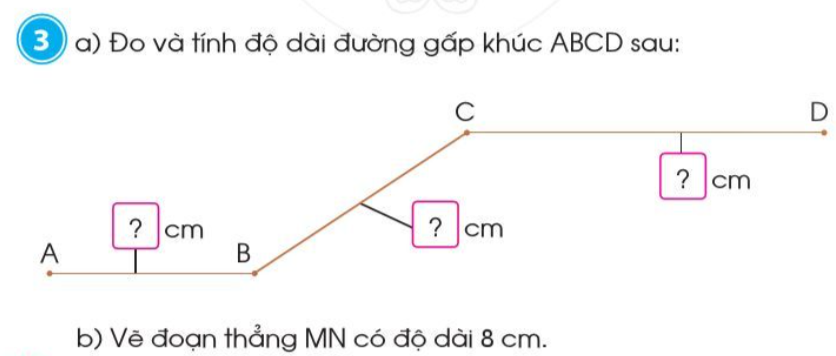 3 a) Đo và tính độ dài đường gấp khúc ABCD sau:
C D
? cm
? cm ? cm
A B
b) Vẽ đoạn thẳng MN có độ dài 8 cm.